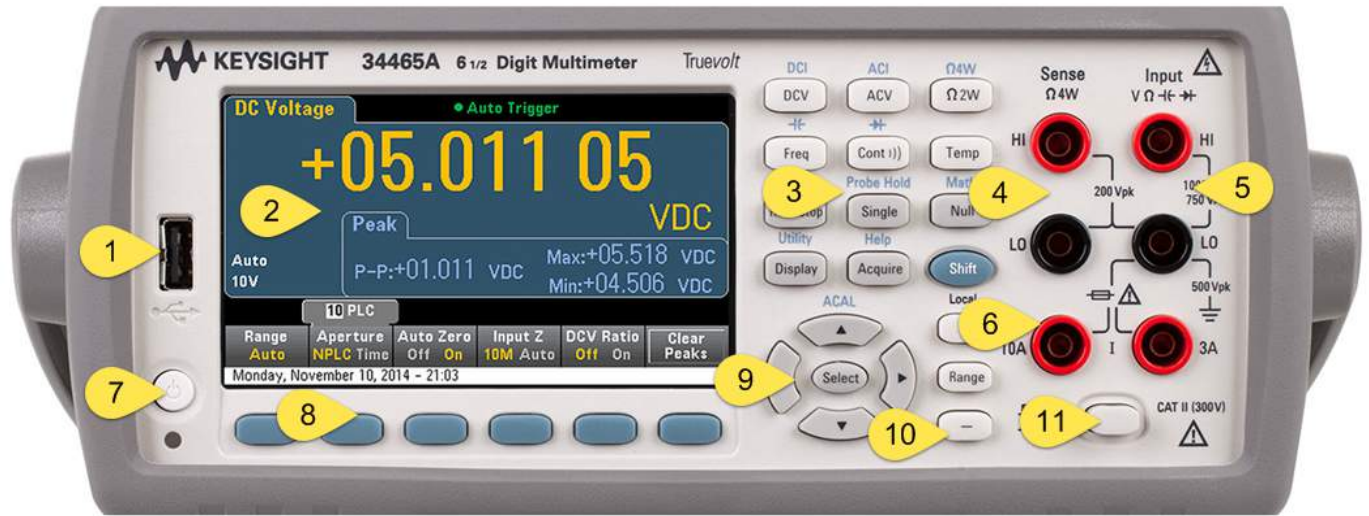 KEYSIGHT 34465A 6 1/2 Digit Multimeter Truevolt
DC Voltage Auto Trigger
+05.011 05
VDC
Peak
P-P:+01.011 VDC
Max:+05.518 VDC
Min:+04.506 VDC
Auto
10V
10 PLC
Range Aperture Auto Zero Input Z DCV Ratio Clear
Auto NPLC Time Off On 10M Auto Off On Peaks
Monday, November 10, 2014 - 21:03
DCI ACI Ω4W
DCV ACV Ω2W
Freq Cont Temp
Probe Hold
Single Null
Utility Help
Display Acquire Shift
ACAL Local
Select
Range
–
Sense
Ω4W
Input
V Ω
HI HI
200 Vpk
LO LO
500 Vpk
10A I 3A
CAT II (300V)
1
2
3
4
5
6
7
8
9
10
11